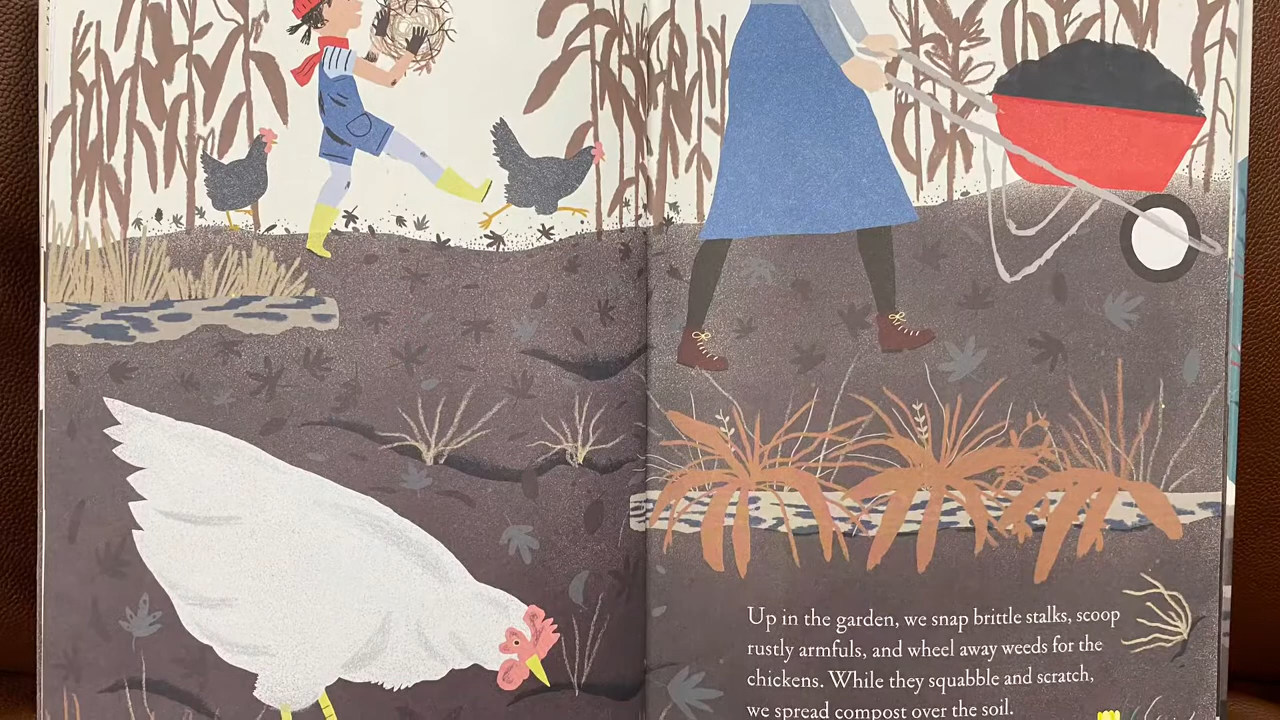 Up in the garden, we snap brittle stalks, scoop
rustly armfuls, and wheel away weeds for the
chickens. While they squabble and scratch,
we spread compost over the soil.